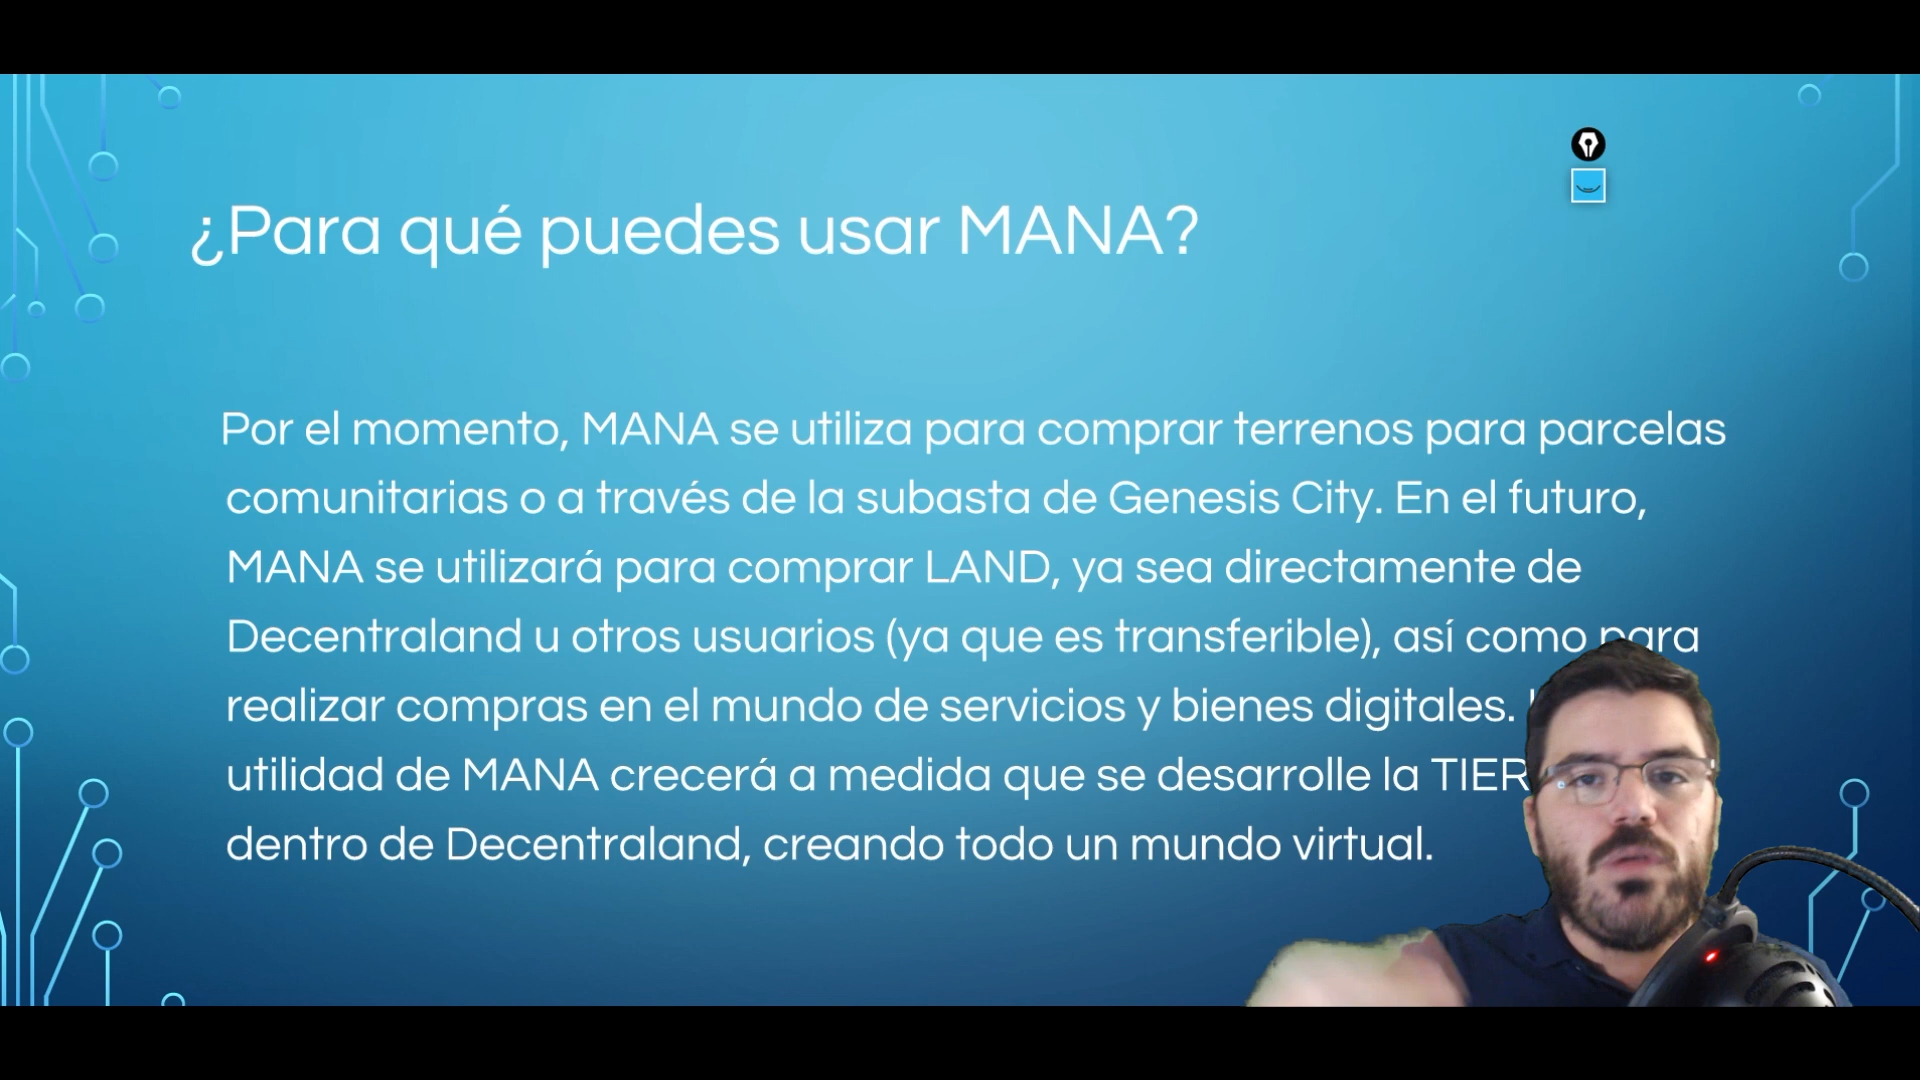 ¿Para qué puedes usar MANA?
Por el momento, MANA se utiliza para comprar terrenos para parcelas
comunitarias o a través de la subasta de Genesis City. En el futuro,
MANA se utilizará para comprar LAND, ya sea directamente de
Decentraland u otros usuarios (ya que es transferible), así como para
realizar compras en el mundo de servicios y bienes digitales.
utilidad de MANA crecerá a medida que se desarrolle la
dentro de Decentraland, creando todo un mundo virtual.